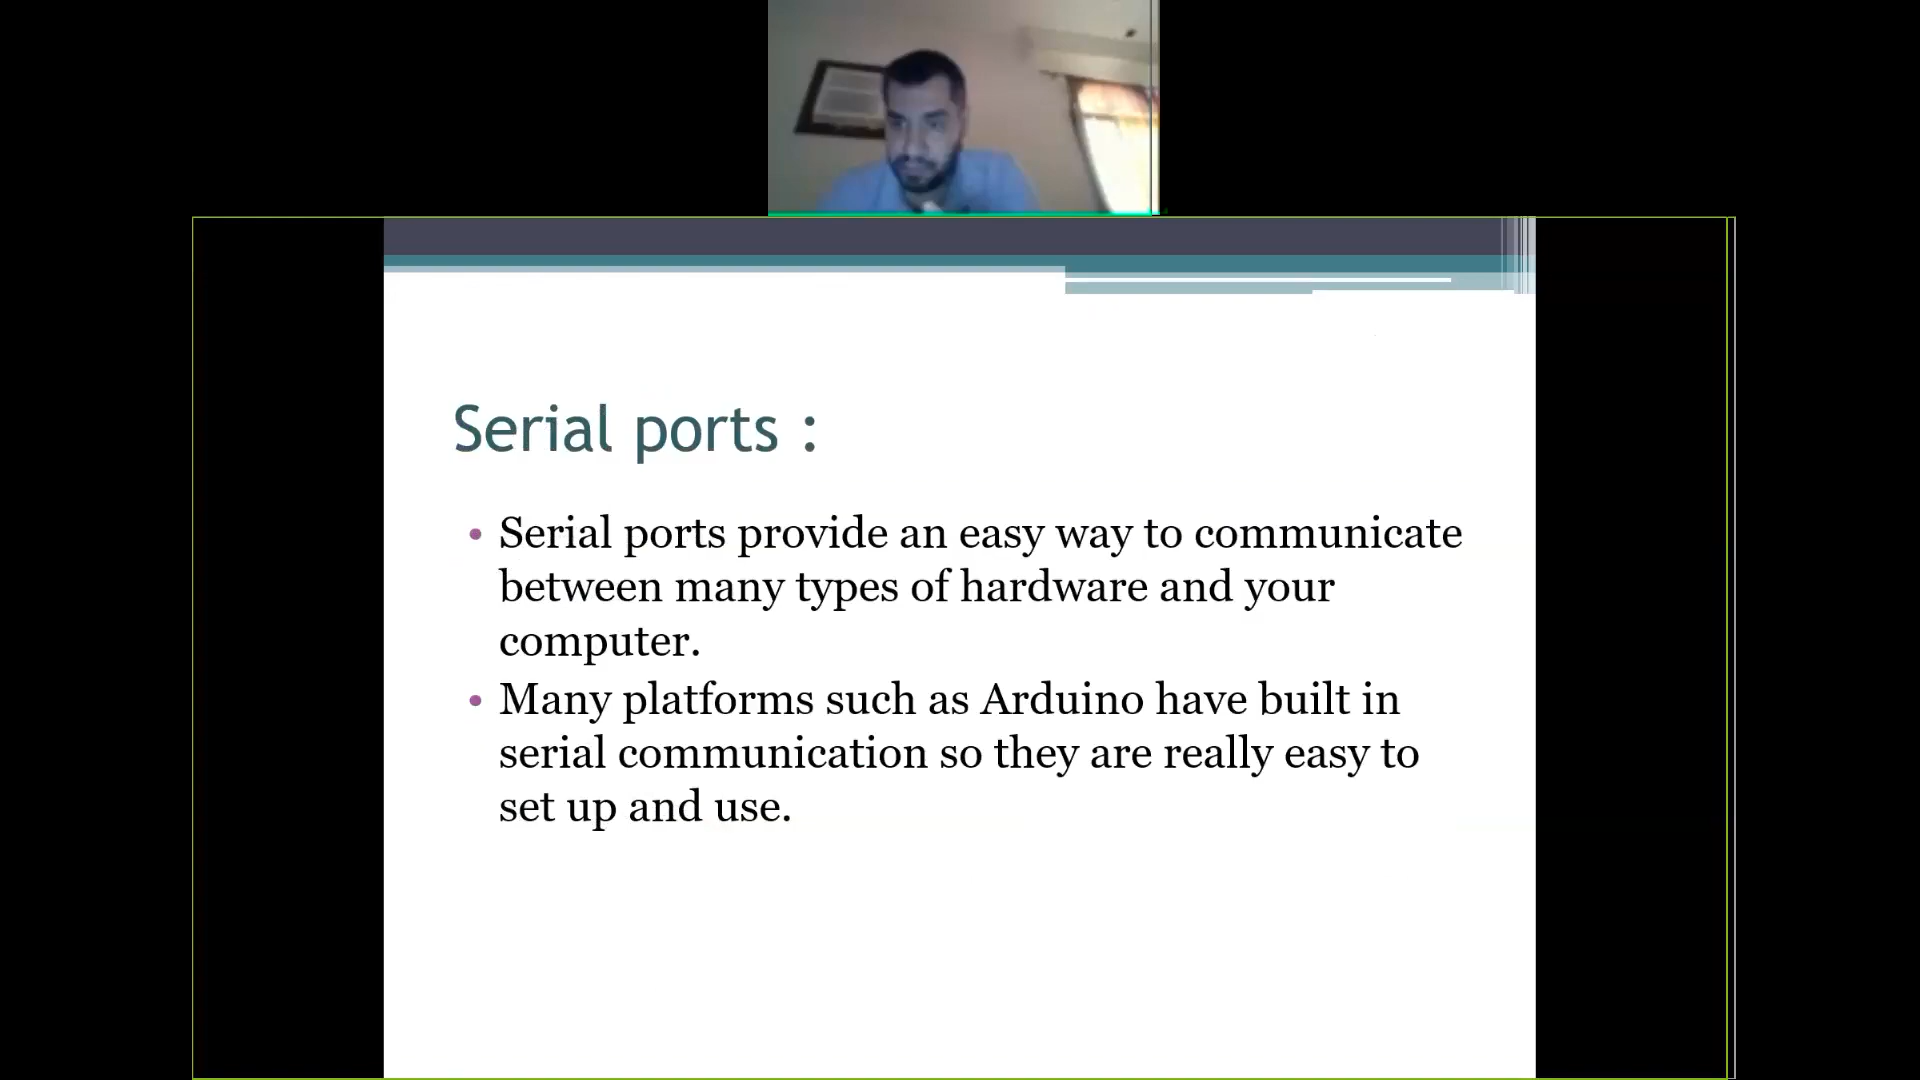 Serial ports :
• Serial ports provide an easy way to communicate
between many types of hardware and your
computer.
• Many platforms such as Arduino have built in
serial communication so they are really easy to
set up and use.